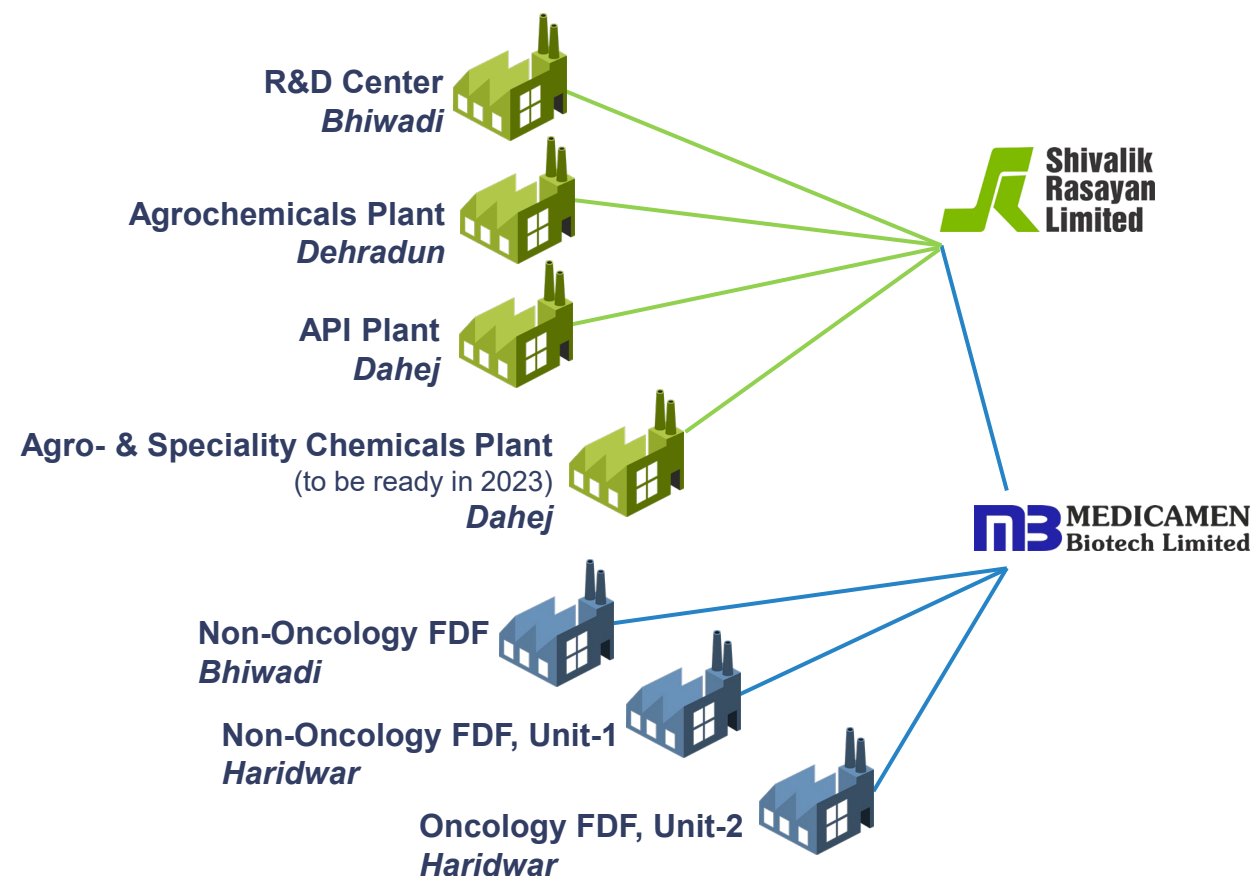 R&D Center
Bhiwadi
Shivalik
Rasayan
Limited
Agrochemicals Plant
Dehradun
API Plant
Dahej
Agro- & Speciality Chemicals Plant
(to be ready in 2023)
Dahej
MB MEDICAMEN
Biotech Limited
Non-Oncology FDF
Bhiwadi
Non-Oncology FDF, Unit-1
Haridwar
Oncology FDF, Unit-2
Haridwar